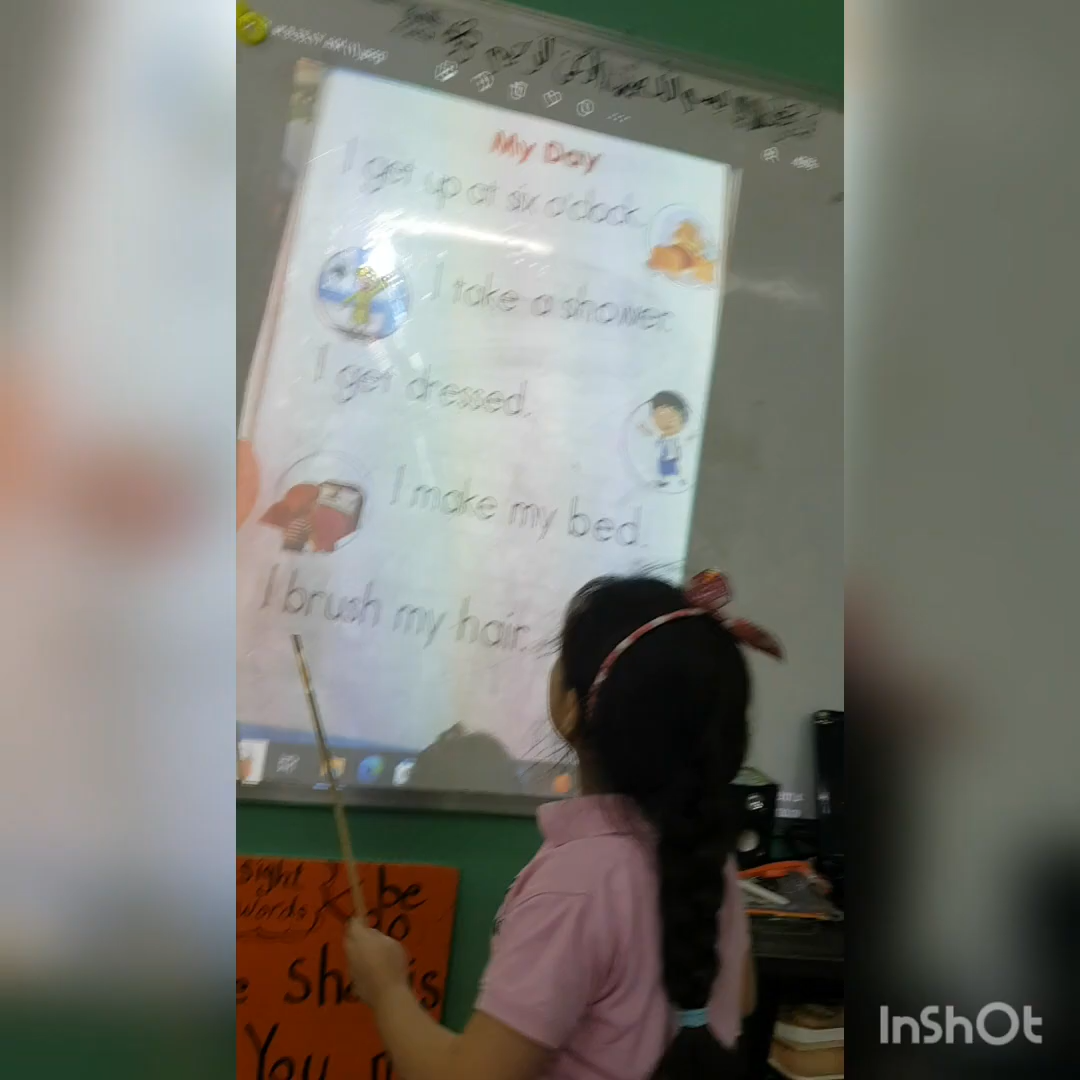 My Day
I get up at six o'clock.
I take a shower.
I get dressed.
I make my bed.
I brush my hair.
sight
words
be
do
she is
You
InShOt